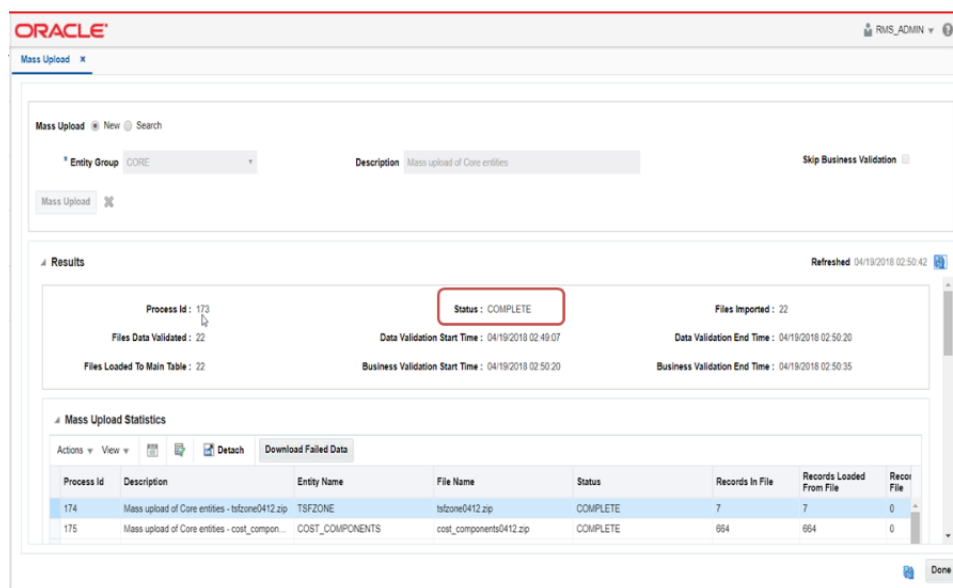 ORACLE
RMS_ADMIN
Mass Upload
Mass Upload New Search
* Entity Group CORE Description Mass upload of Core entities Skip Business Validation
Mass Upload
Results Refreshed 04/19/2018 02:50:42
Process Id : 173 Status : COMPLETE Files Imported : 22
Files Data Validated : 22 Data Validation Start Time : 04/19/2018 02:49:07 Data Validation End Time : 04/19/2018 02:50:20
Files Loaded To Main Table : 22 Business Validation Start Time : 04/19/2018 02:50:20 Business Validation End Time : 04/19/2018 02:50:35
Mass Upload Statistics
Actions View Detach Download Failed Data
Process Id Description Entity Name File Name Status Records In File Records Loaded From File Recor File
174 Mass upload of Core entities - tsfzone0412.zip TSFZONE tsfzone0412.zip COMPLETE 7 7 0
175 Mass upload of Core entities - cost_compon... COST_COMPONENTS cost_components0412.zip COMPLETE 664 664 0
Done